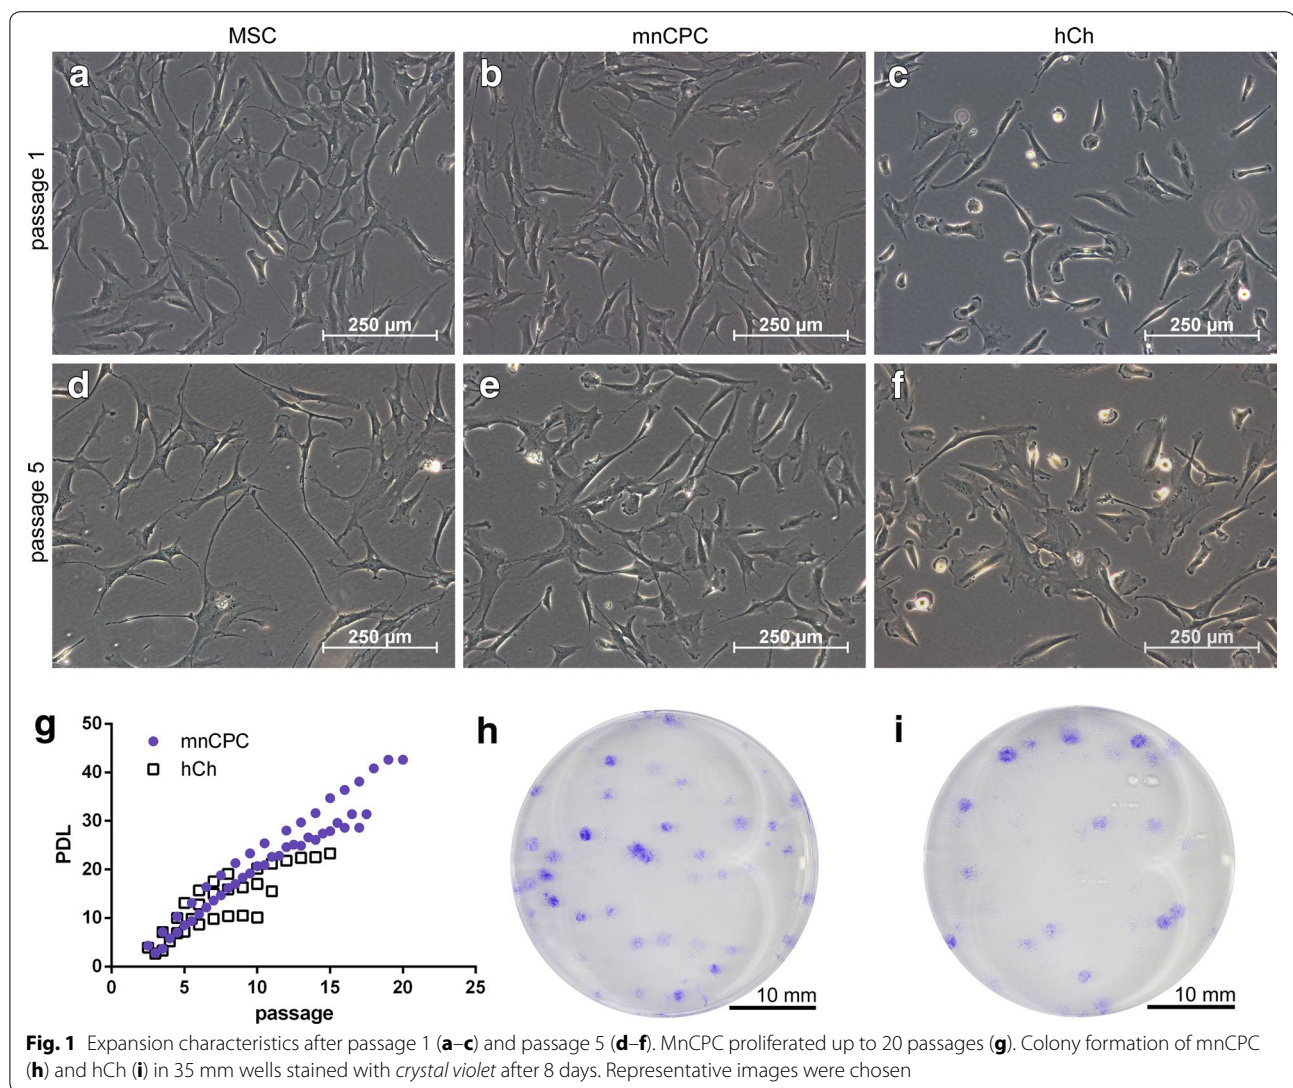 MSC
mnCPC
hCh
passage 1
a
b
c
250 µm
250 µm
250 µm
passage 5
d
e
f
250 µm
250 µm
250 µm
g
PDL
50
40
30
20
10
0
mnCPC
hCh
0
5
10
15
20
25
passage
h
10 mm
i
10 mm
Fig. 1 Expansion characteristics after passage 1 (a–c) and passage 5 (d–f). MnCPC proliferated up to 20 passages (g). Colony formation of mnCPC
(h) and hCh (i) in 35 mm wells stained with crystal violet after 8 days. Representative images were chosen